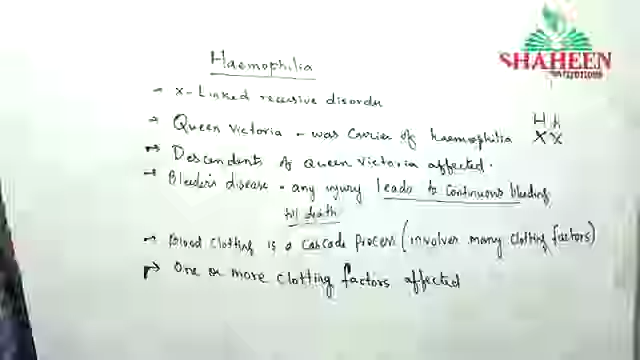 SHAHEEN
INSTITUTIONS
Haemophilia
- x-Linked recessive disorder
H h
- Queen victoria - was carrier of haemophilia XX
- Descendents of Queen victoria affected.
- Bleeder's disease - any injury leads to continuous bleeding
till death
- Blood clotting is a cascade process (involves many clotting factors)
- One or more clotting factors affected